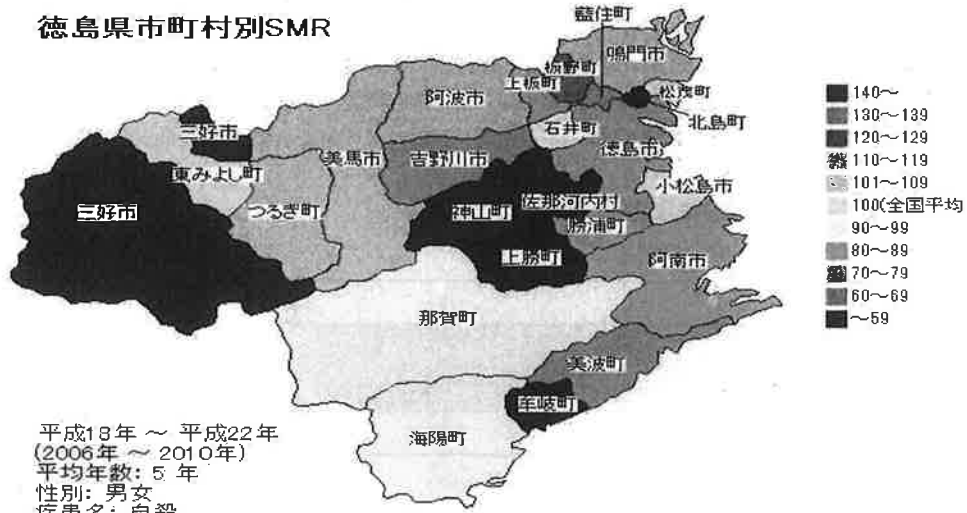 徳島県市町村別SMR
藍住町
鳴門市
板野町
上板町
松茂町
阿波市
北島町
三好市
石井町
美馬市
吉野川市
徳島市
東みよし町
小松島市
佐那河内村
三好市
つるぎ町
神山町
勝浦町
上勝町
阿南市
那賀町
美波町
牟岐町
海陽町
140～
130～139
120～129
110～119
101～109
100(全国平均
90～99
80～89
70～79
60～69
～59
平成18年 ～ 平成22年
(2006年 ～ 2010年)
平均年数: 5 年
性別: 男女
疾患名: 自殺